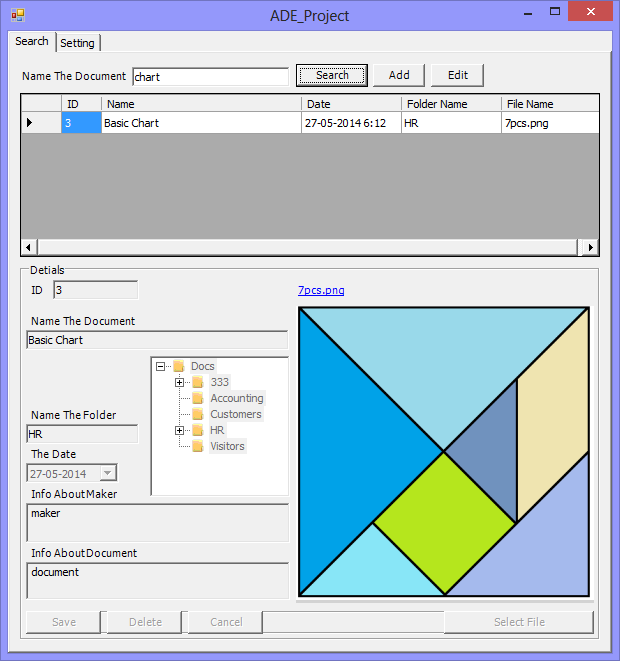 ADE_Project
Search Setting
Name The Document chart Search Add Edit
ID Name Date Folder Name File Name
3 Basic Chart 27-05-2014 6:12 HR 7pcs.png
Detials
ID 3 7pcs.png
Name The Document
Basic Chart
Docs
333
Accounting
Customers
HR
Visitors
Name The Folder
HR
The Date
27-05-2014
Info About Maker
maker
Info About Document
document
Save Delete Cancel Select File